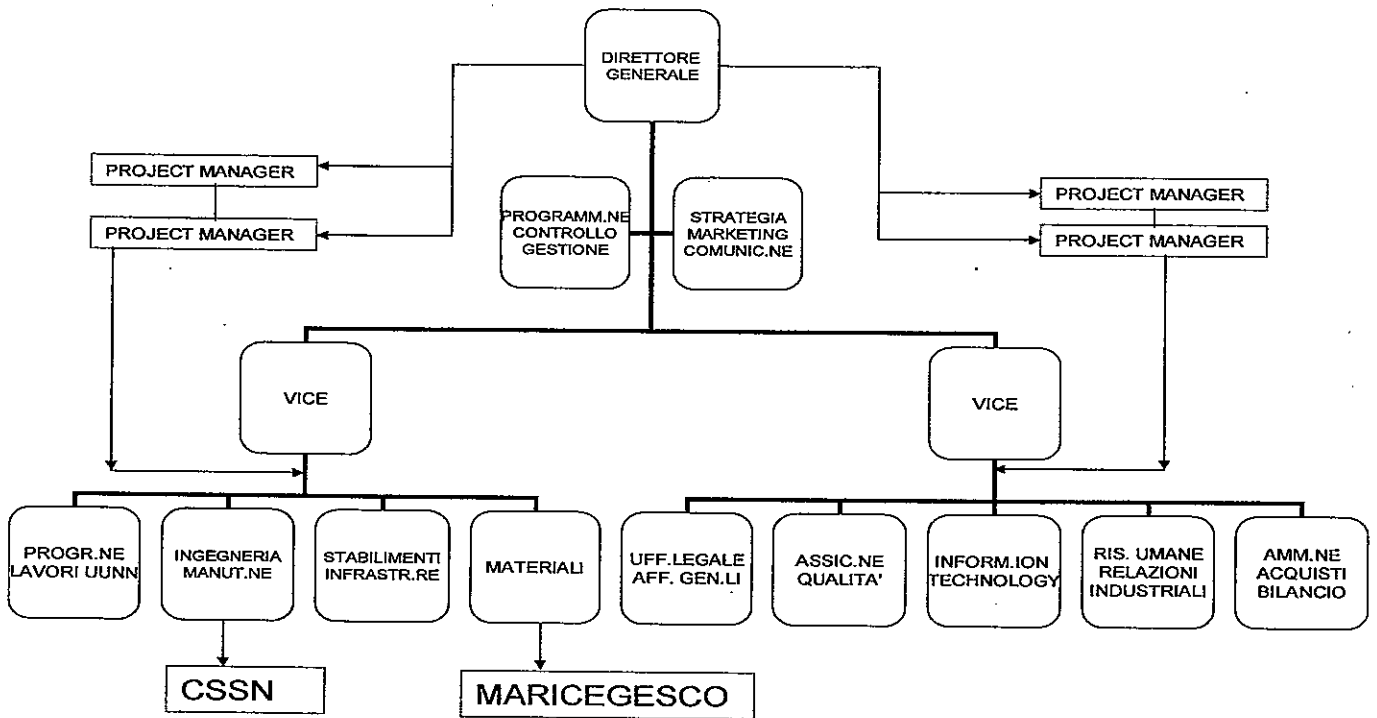 DIRETTORE
GENERALE
PROJECT MANAGER
PROJECT MANAGER
PROJECT MANAGER
PROJECT MANAGER
PROGRAMM.NE
CONTROLLO
GESTIONE
STRATEGIA
MARKETING
COMUNIC.NE
VICE
VICE
PROGR.NE
LAVORI UUNN
INGEGNERIA
MANUT.NE
STABILIMENTI
INFRASTR.RE
MATERIALI
UFF.LEGALE
AFF. GEN.LI
ASSIC.NE
QUALITA'
INFORM.ION
TECHNOLOGY
RIS. UMANE
RELAZIONI
INDUSTRIALI
AMM.NE
ACQUISTI
BILANCIO
CSSN
MARICEGESCO